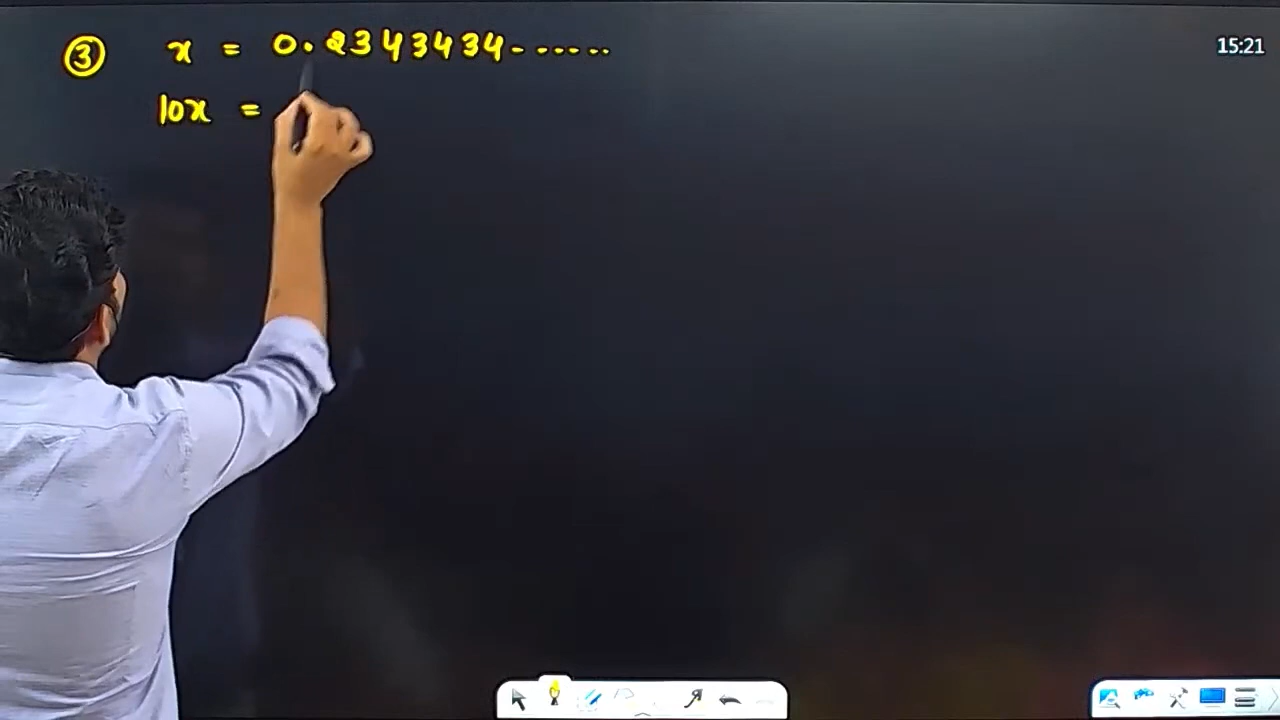 ③ x = 0.2343434- - - - - -
10x =
15:21